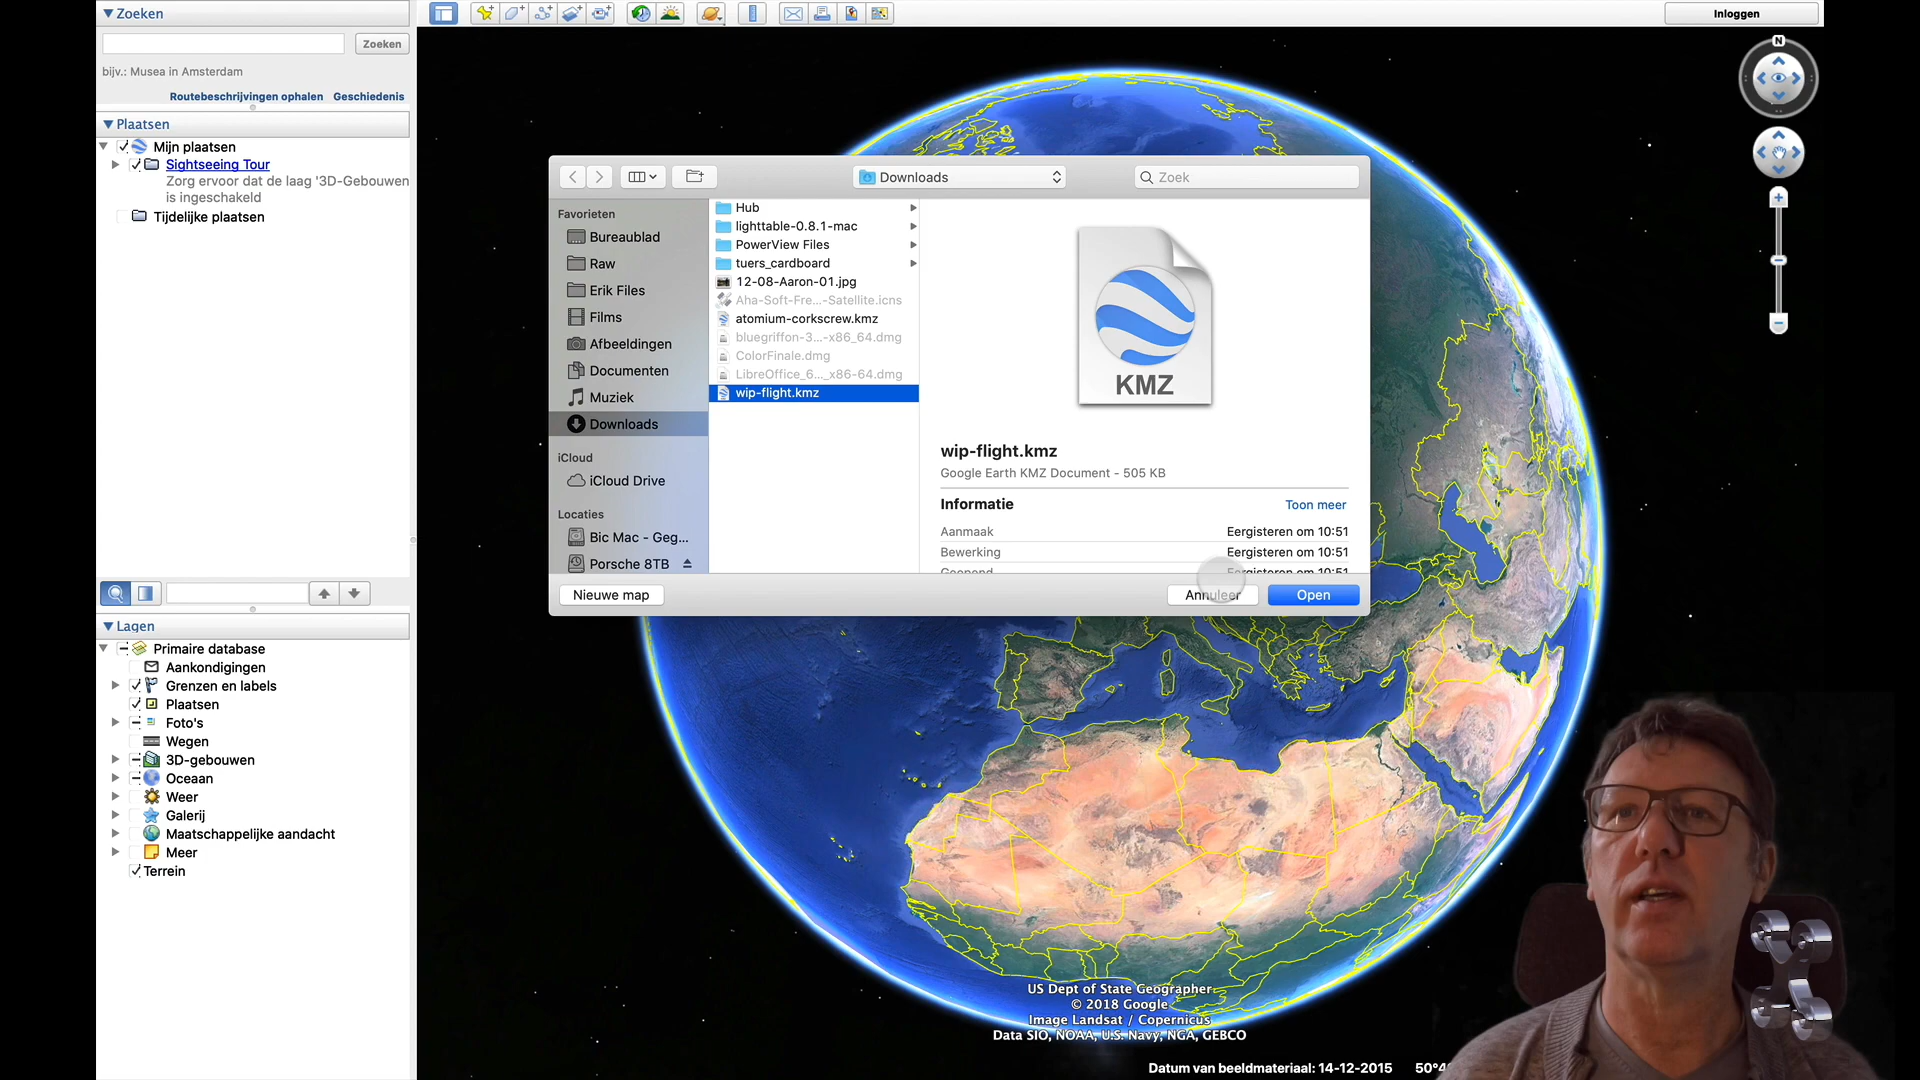 Zoeken
Zoeken
bijv.: Musea in Amsterdam
Routebeschrijvingen ophalen Geschiedenis
Plaatsen
Mijn plaatsen
Sightseeing Tour
Zorg ervoor dat de laag '3D-Gebouwen
is ingeschakeld
Tijdelijke plaatsen
Lagen
Primaire database
Aankondigingen
Grenzen en labels
Plaatsen
Foto's
Wegen
3D-gebouwen
Oceaan
Weer
Galerij
Maatschappelijke aandacht
Meer
Terrein
Inloggen
N
Downloads
Zoek
Favorieten
Bureaublad
Raw
Erik Files
Films
Afbeeldingen
Documenten
Muziek
Downloads
iCloud
iCloud Drive
Locaties
Bic Mac - Geg...
Porsche 8TB
Hub
lighttable-0.8.1-mac
PowerView Files
tuers_cardboard
12-08-Aaron-01.jpg
Aha-Soft-Fre...-Satellite.icns
atomium-corkscrew.kmz
bluegriffon-3...-x86_64.dmg
ColorFinale.dmg
LibreOffice_6..._x86-64.dmg
wip-flight.kmz
KMZ
wip-flight.kmz
Google Earth KMZ Document - 505 KB
Informatie Toon meer
Aanmaak Eergisteren om 10:51
Bewerking Eergisteren om 10:51
Geopend Eergisteren om 10:51
Nieuwe map
Annuleer
Open
US Dept of State Geographer
© 2018 Google
Image Landsat / Copernicus
Data SIO, NOAA, U.S. Navy, NGA, GEBCO
Datum van beeldmateriaal: 14-12-2015